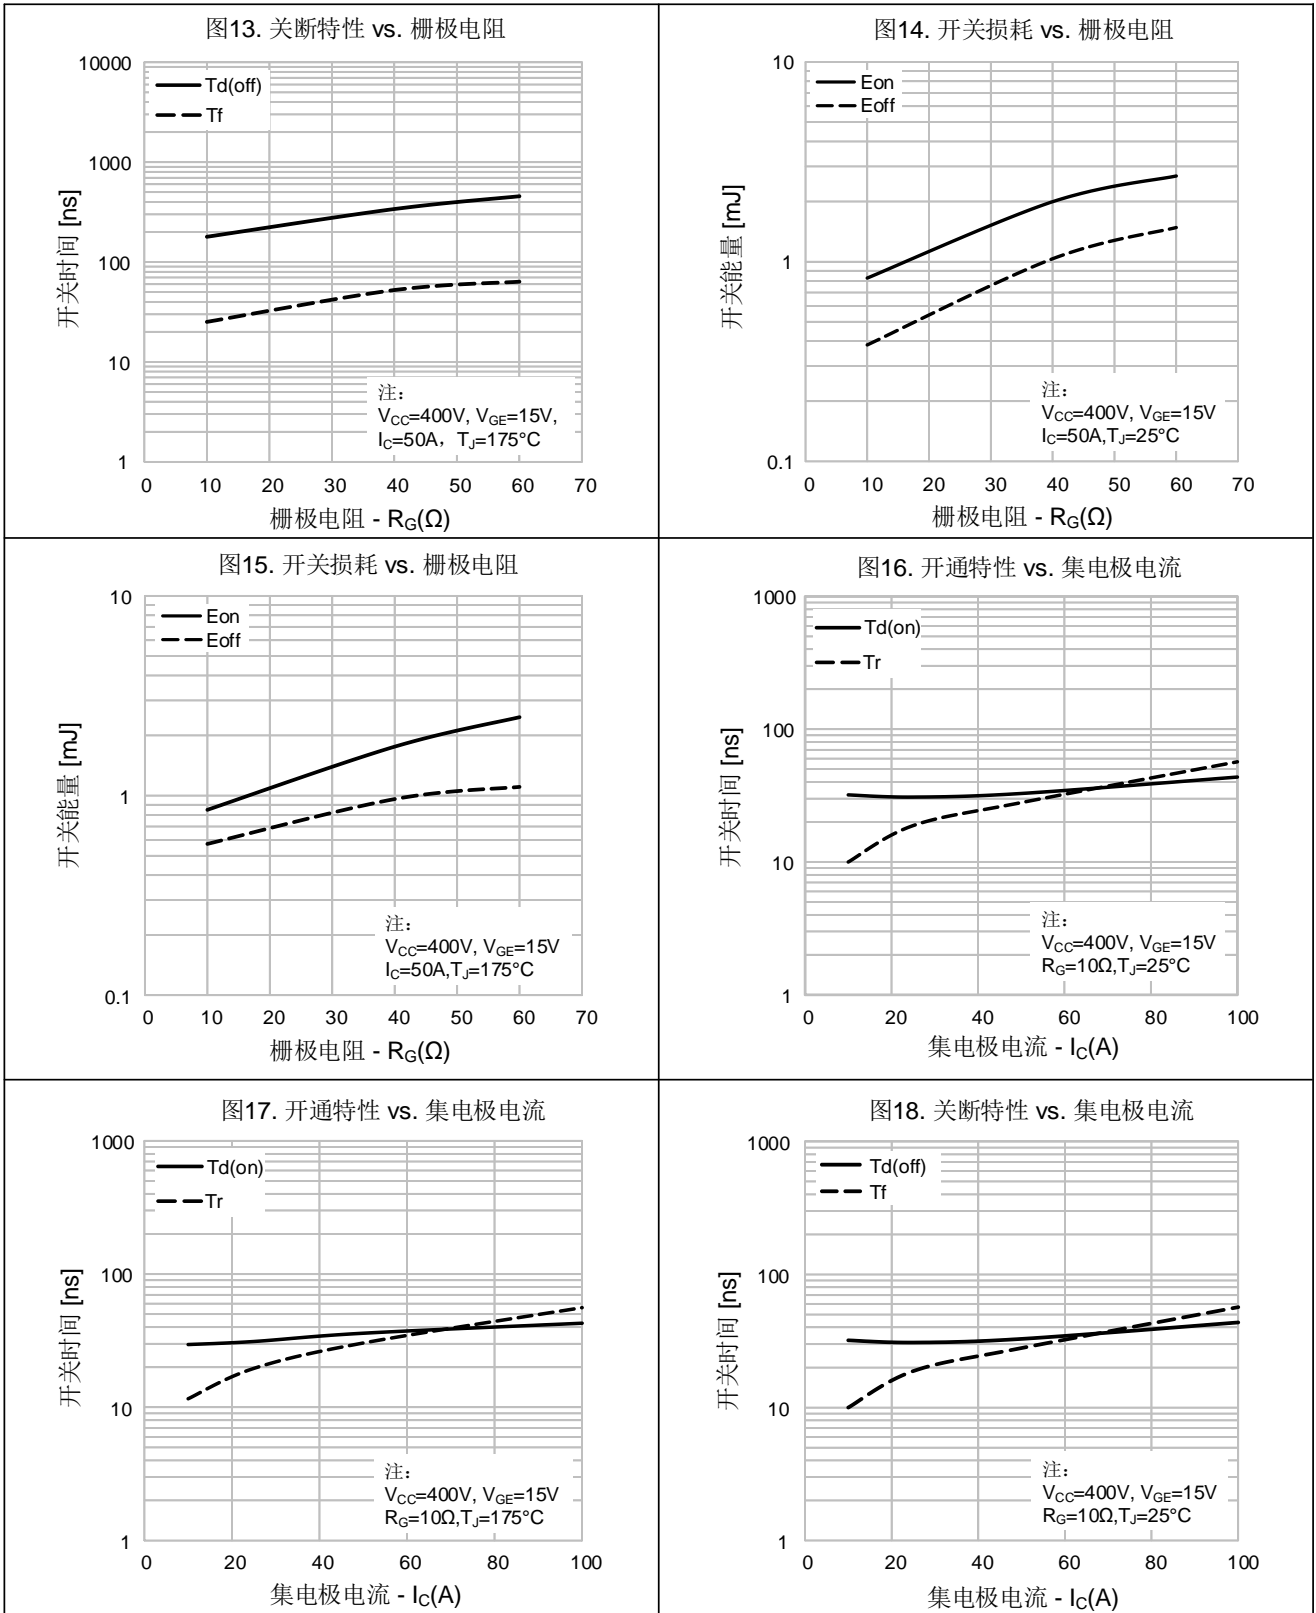 图13. 关断特性 vs. 栅极电阻
10000
1000
100
10
1
Td(off)
Tf
开关时间 [ns]
注：
VCC=400V, VGE=15V,
IC=50A，TJ=175°C
0 10 20 30 40 50 60 70
栅极电阻 - RG(Ω)
图14. 开关损耗 vs. 栅极电阻
10
1
0.1
Eon
Eoff
开关能量 [mJ]
注：
VCC=400V, VGE=15V
IC=50A,TJ=25°C
0 10 20 30 40 50 60 70
栅极电阻 - RG(Ω)
图15. 开关损耗 vs. 栅极电阻
10
1
0.1
Eon
Eoff
开关能量 [mJ]
注：
VCC=400V, VGE=15V
IC=50A,TJ=175°C
0 10 20 30 40 50 60 70
栅极电阻 - RG(Ω)
图16. 开通特性 vs. 集电极电流
1000
100
10
1
Td(on)
Tr
开关时间 [ns]
注：
VCC=400V, VGE=15V
RG=10Ω,TJ=25°C
0 20 40 60 80 100
集电极电流 - IC(A)
图17. 开通特性 vs. 集电极电流
1000
100
10
1
Td(on)
Tr
开关时间 [ns]
注：
VCC=400V, VGE=15V
RG=10Ω,TJ=175°C
0 20 40 60 80 100
集电极电流 - IC(A)
图18. 关断特性 vs. 集电极电流
1000
100
10
1
Td(off)
Tf
开关时间 [ns]
注：
VCC=400V, VGE=15V
RG=10Ω,TJ=25°C
0 20 40 60 80 100
集电极电流 - IC(A)